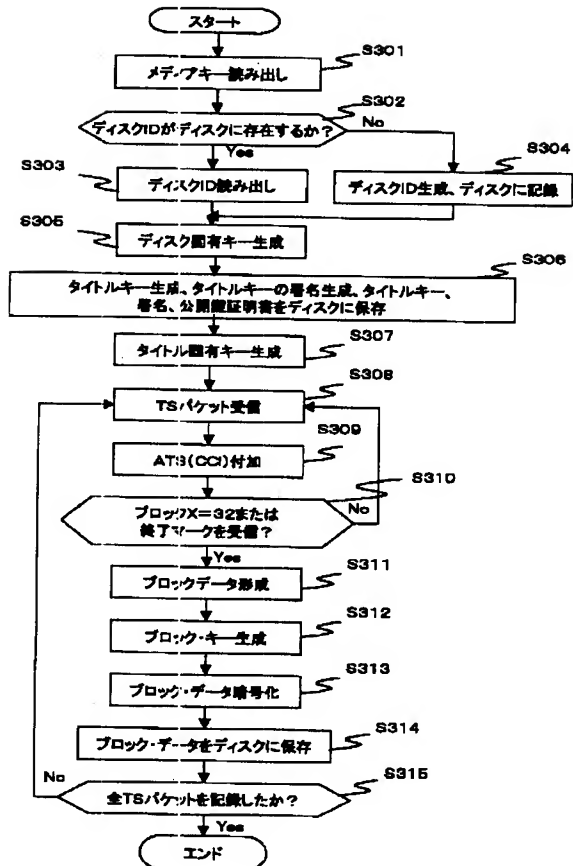 スタート
S301
メディアキー読み出し
S302
ディスクIDがディスクに存在するか?
No
Yes
S303
S304
ディスクID読み出し
ディスクID生成、ディスクに記録
S305
ディスク固有キー生成
S306
タイトルキー生成、タイトルキーの署名生成、タイトルキー、
署名、公開鍵証明書をディスクに保存
S307
タイトル固有キー生成
S308
TSパケット受信
S309
ATS(CCI)付加
S310
ブロックX=32または
終了マークを受信?
No
Yes
S311
ブロックデータ形成
S312
ブロック・キー生成
S313
ブロック・データ暗号化
S314
ブロック・データをディスクに保存
S315
No
全TSパケットを記録したか?
Yes
エンド